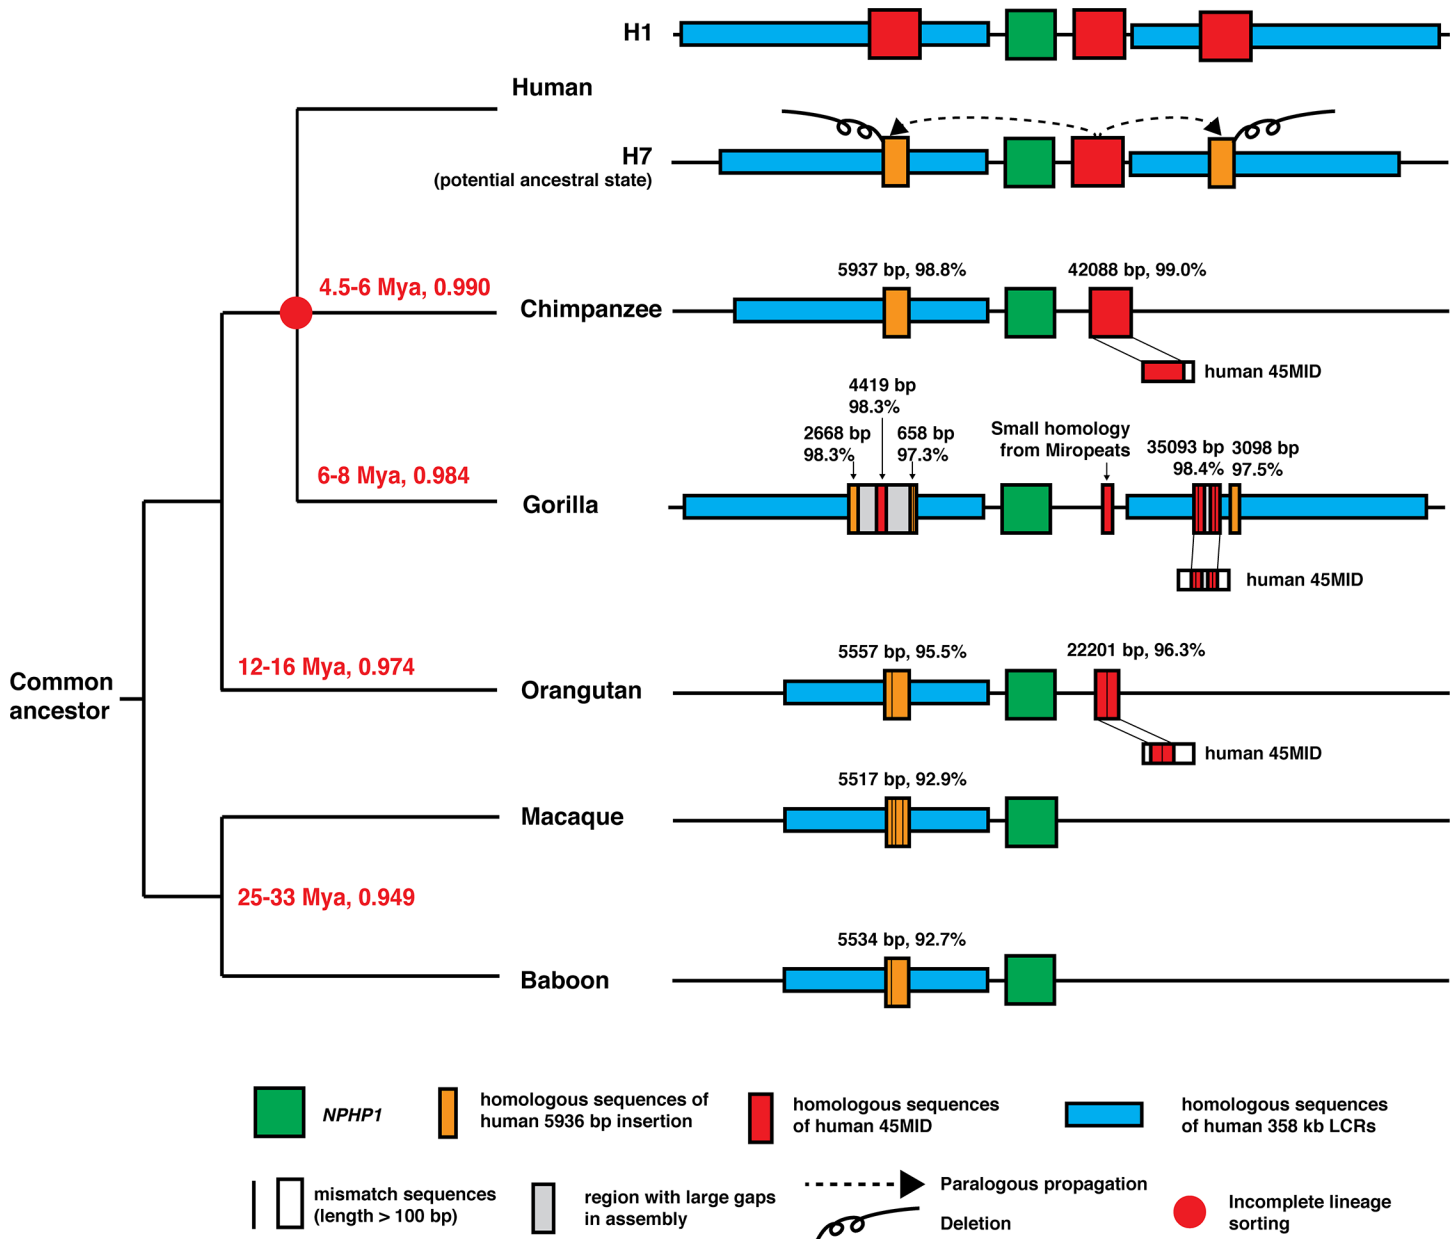 H1
Human
H7
(potential ancestral state)
4.5-6 Mya, 0.990
Chimpanzee
5937 bp, 98.8%
42088 bp, 99.0%
human 45MID
4419 bp
98.3%
2668 bp
98.3%
658 bp
97.3%
Small homology
from Miropeats
35093 bp
98.4%
3098 bp
97.5%
6-8 Mya, 0.984
Gorilla
human 45MID
12-16 Mya, 0.974
Orangutan
5557 bp, 95.5%
22201 bp, 96.3%
human 45MID
Common
ancestor
5517 bp, 92.9%
Macaque
25-33 Mya, 0.949
5534 bp, 92.7%
Baboon
NPHP1
homologous sequences of
human 5936 bp insertion
homologous sequences
of human 45MID
homologous sequences
of human 358 kb LCRs
mismatch sequences
(length > 100 bp)
region with large gaps
in assembly
Paralogous propagation
Deletion
Incomplete lineage
sorting